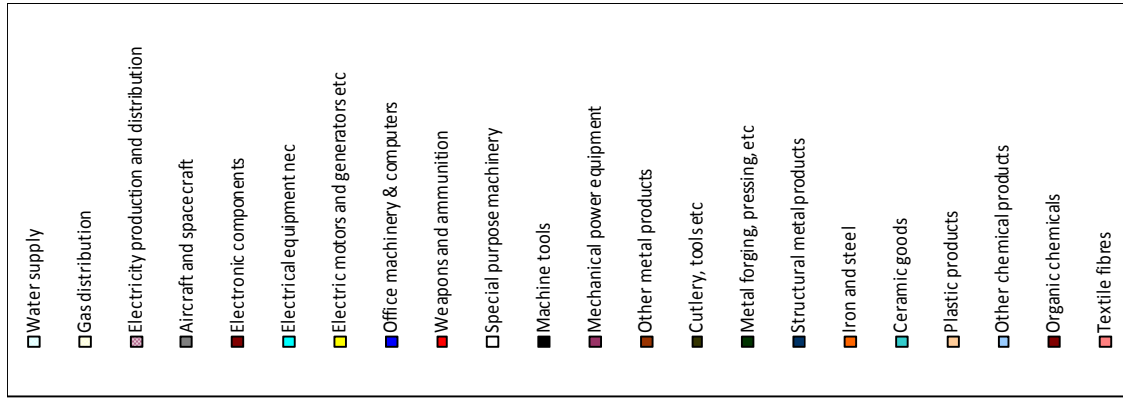 Water supply
Gas distribution
Electricity production and distribution
Aircraft and spacecraft
Electronic components
Electrical equipment nec
Electric motors and generators etc
Office machinery & computers
Weapons and ammunition
Special purpose machinery
Machine tools
Mechanical power equipment
Other metal products
Cutlery, tools etc
Metal forging, pressing, etc
Structural metal products
Iron and steel
Ceramic goods
Plastic products
Other chemical products
Organic chemicals
Textile fibres